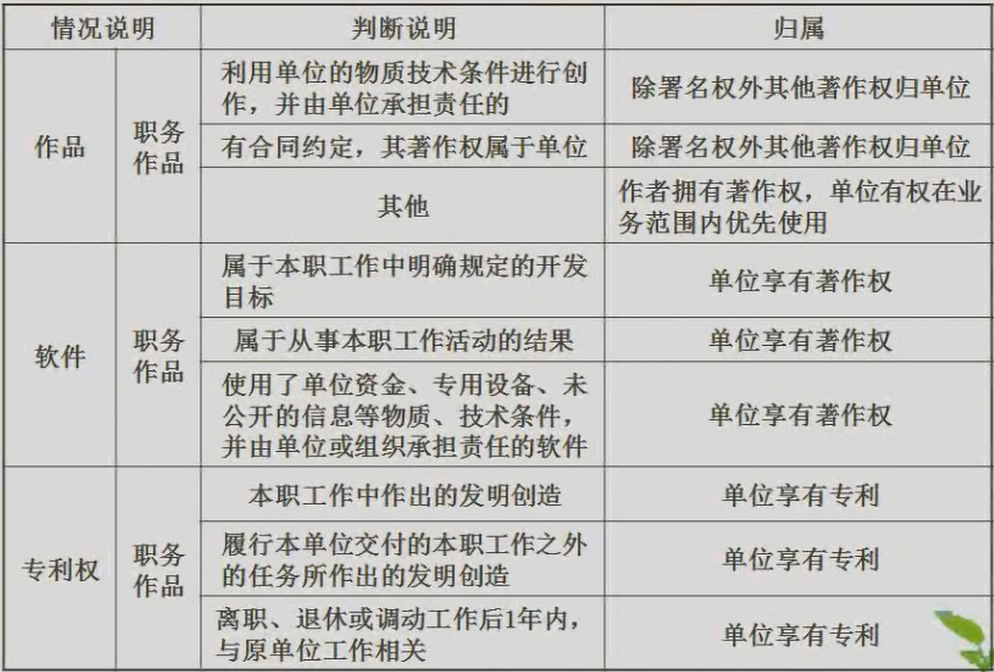 情况说明
判断说明
归属
作品
职务
作品
利用单位的物质技术条件进行创
作，并由单位承担责任的
除署名权外其他著作权归单位
有合同约定，其著作权属于单位
除署名权外其他著作权归单位
其他
作者拥有著作权，单位有权在业
务范围内优先使用
软件
职务
作品
属于本职工作中明确规定的开发
目标
单位享有著作权
属于从事本职工作活动的结果
单位享有著作权
使用了单位资金、专用设备、未
公开的信息等物质、技术条件，
并由单位或组织承担责任的软件
单位享有著作权
专利权
职务
作品
本职工作中作出的发明创造
单位享有专利
履行本单位交付的本职工作之外
的任务所作出的发明创造
单位享有专利
离职、退休或调动工作后1年内，
与原单位工作相关
单位享有专利